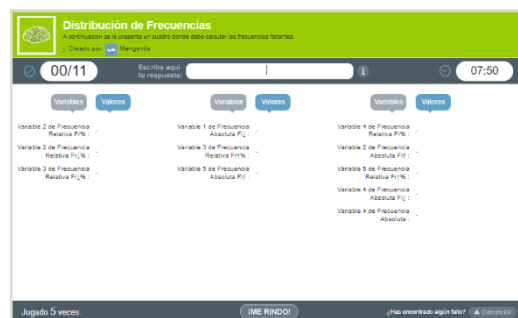 Distribución de Frecuencias
A continuación se le presenta un cuadro donde debe calcular las frecuencias faltantes.
Creado por: Menganita
00/11
Escribe aquí
tu respuesta:
07:50
Variables Valores
Variable 2 de Frecuencia
Relativa Fr% : -
Variable 2 de Frecuencia
Relativa Fr¿% : -
Variable 3 de Frecuencia
Relativa Fr¿% : -
Variables Valores
Variable 1 de Frecuencia
Absoluta Fi¿ : -
Variable 3 de Frecuencia
Relativa Fr†% : -
Variable 5 de Frecuencia
Absoluta Fi† : -
Variables Valores
Variable 4 de Frecuencia
Relativa Fr% : -
Variable 2 de Frecuencia
Absoluta Fi† : -
Variable 5 de Frecuencia
Relativa Fr†% : -
Variable 4 de Frecuencia
Absoluta Fi¿ : -
Variable 4 de Frecuencia
Absoluta : -
Jugado 5 veces.
¡ME RINDO!
¿Has encontrado algún fallo? Denunciar